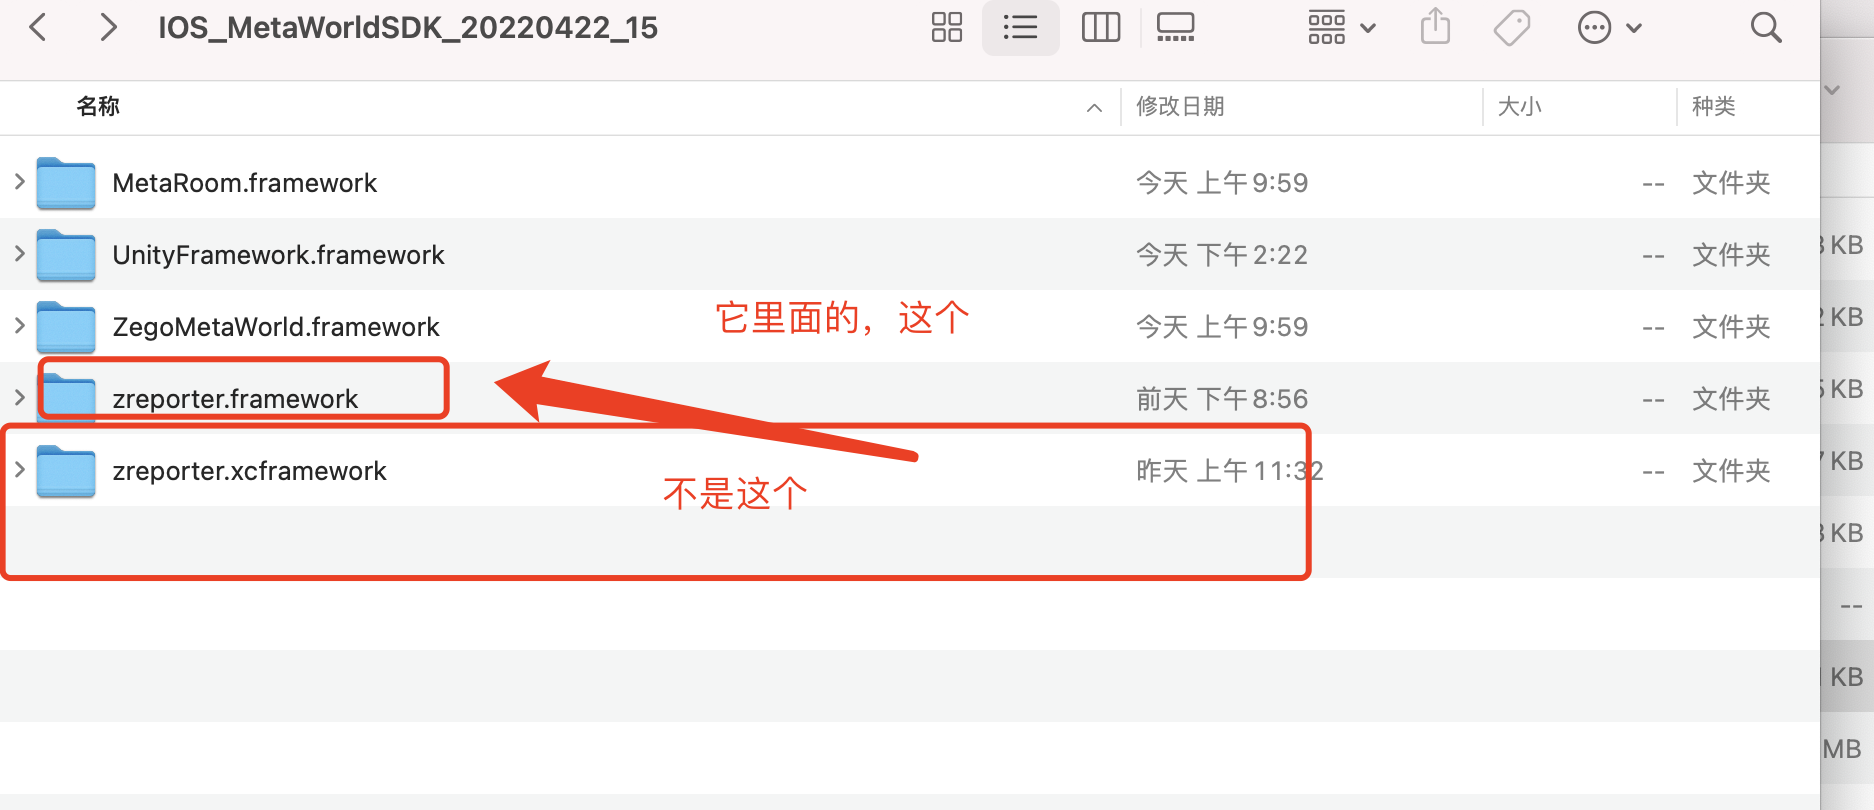 IOS_MetaWorldSDK_20220422_15
名称 修改日期 大小 种类
MetaRoom.framework 今天 上午9:59 -- 文件夹
UnityFramework.framework 今天 下午2:22 -- 文件夹
KB
ZegoMetaWorld.framework 今天 上午9:59 -- 文件夹
它里面的，这个
KB
zreporter.framework 前天 下午8:56 -- 文件夹
KB
zreporter.xcframework 昨天 上午11:32 -- 文件夹
不是这个
KB
KB
--
KB
MB